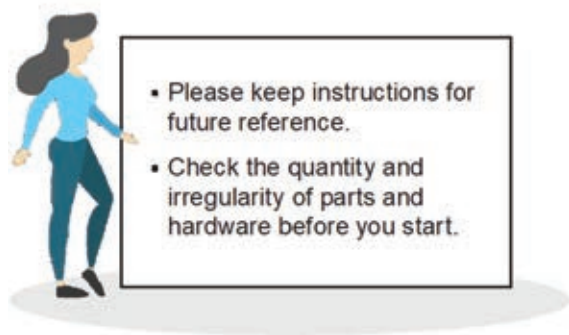 ▪ Please keep instructions for
future reference.
▪ Check the quantity and
irregularity of parts and
hardware before you start.